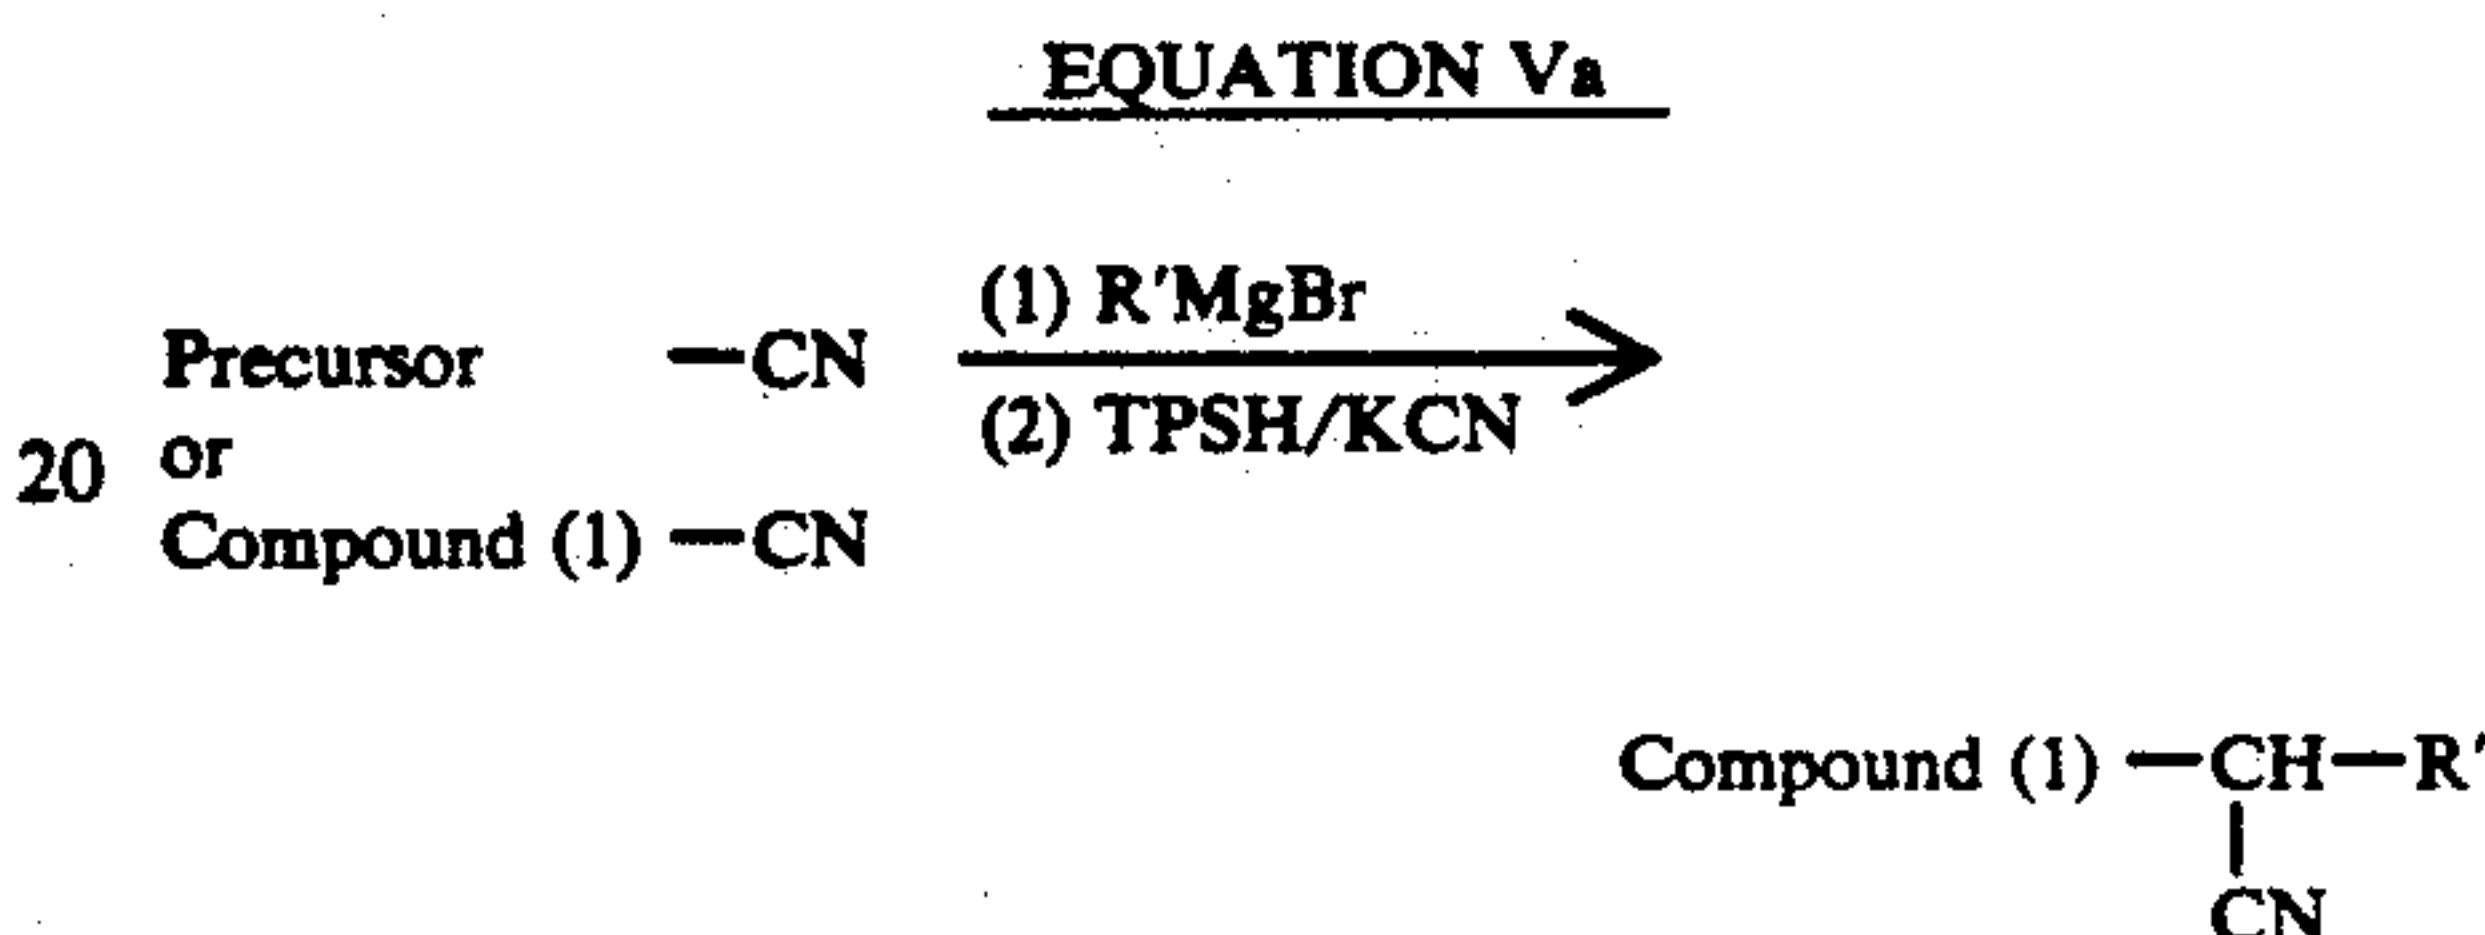 EQUATION Va
(1) R'MgBr
Precursor —CN
(2) TPSH/KCN
20 or
Compound (1) —CN
Compound (1) —CH—R'
CN